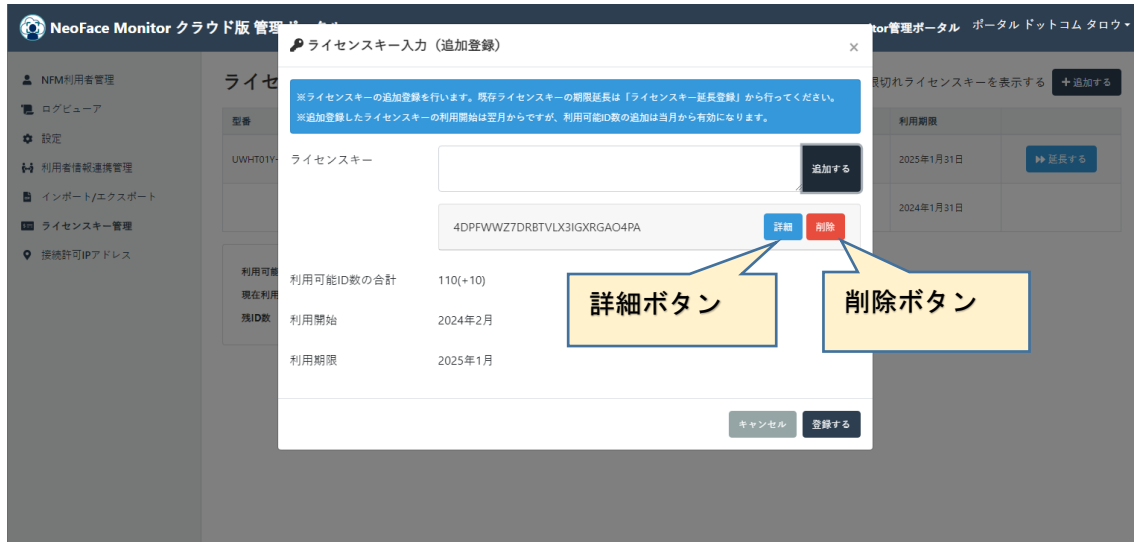 NeoFace Monitor クラウド版 管理
tor管理ポータル ポータル ドットコム タロウ
NFM利用者管理
ログビューア
設定
利用者情報連携管理
インポート/エクスポート
ライセンスキー管理
接続許可IPアドレス
ライセ
限切れライセンスキーを表示する
+追加する
型番
利用期限
UWHT01Y-
2025年1月31日
延長する
2024年1月31日
利用可能
現在利用
残ID数
ライセンスキー入力（追加登録）
×
※ライセンスキーの追加登録を行います。既存ライセンスキーの期限延長は「ライセンスキー延長登録」から行ってください。
※追加登録したライセンスキーの利用開始は翌月からですが、利用可能ID数の追加は当月から有効になります。
ライセンスキー
追加する
4DPFWWZ7DRBTVLX3IGXRGAO4PA
詳細
削除
利用可能ID数の合計 110(+10)
利用開始 2024年2月
利用期限 2025年1月
詳細ボタン
削除ボタン
キャンセル
登録する